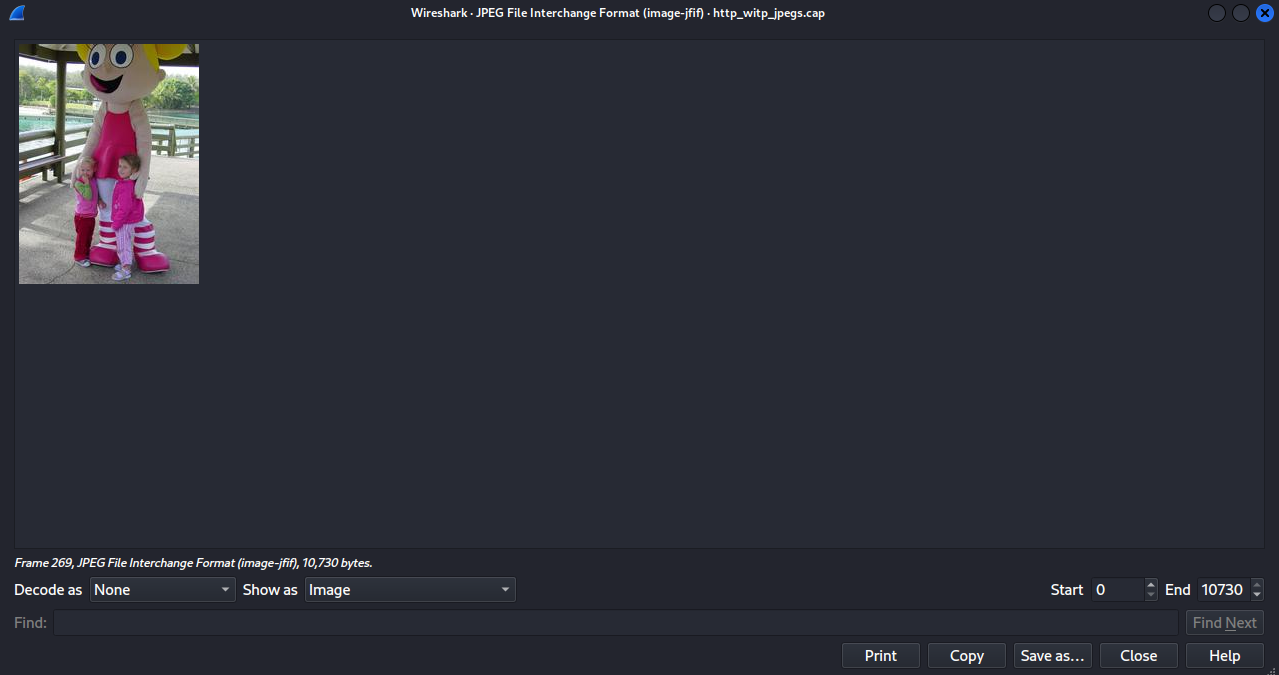 Wireshark · JPEG File Interchange Format (image-jfif) · http_witp_jpegs.cap
Frame 269, JPEG File Interchange Format (image-jfif), 10,730 bytes.
Decode as None Show as Image Start 0 End 10730
Find: Find Next
Print Copy Save as… Close Help